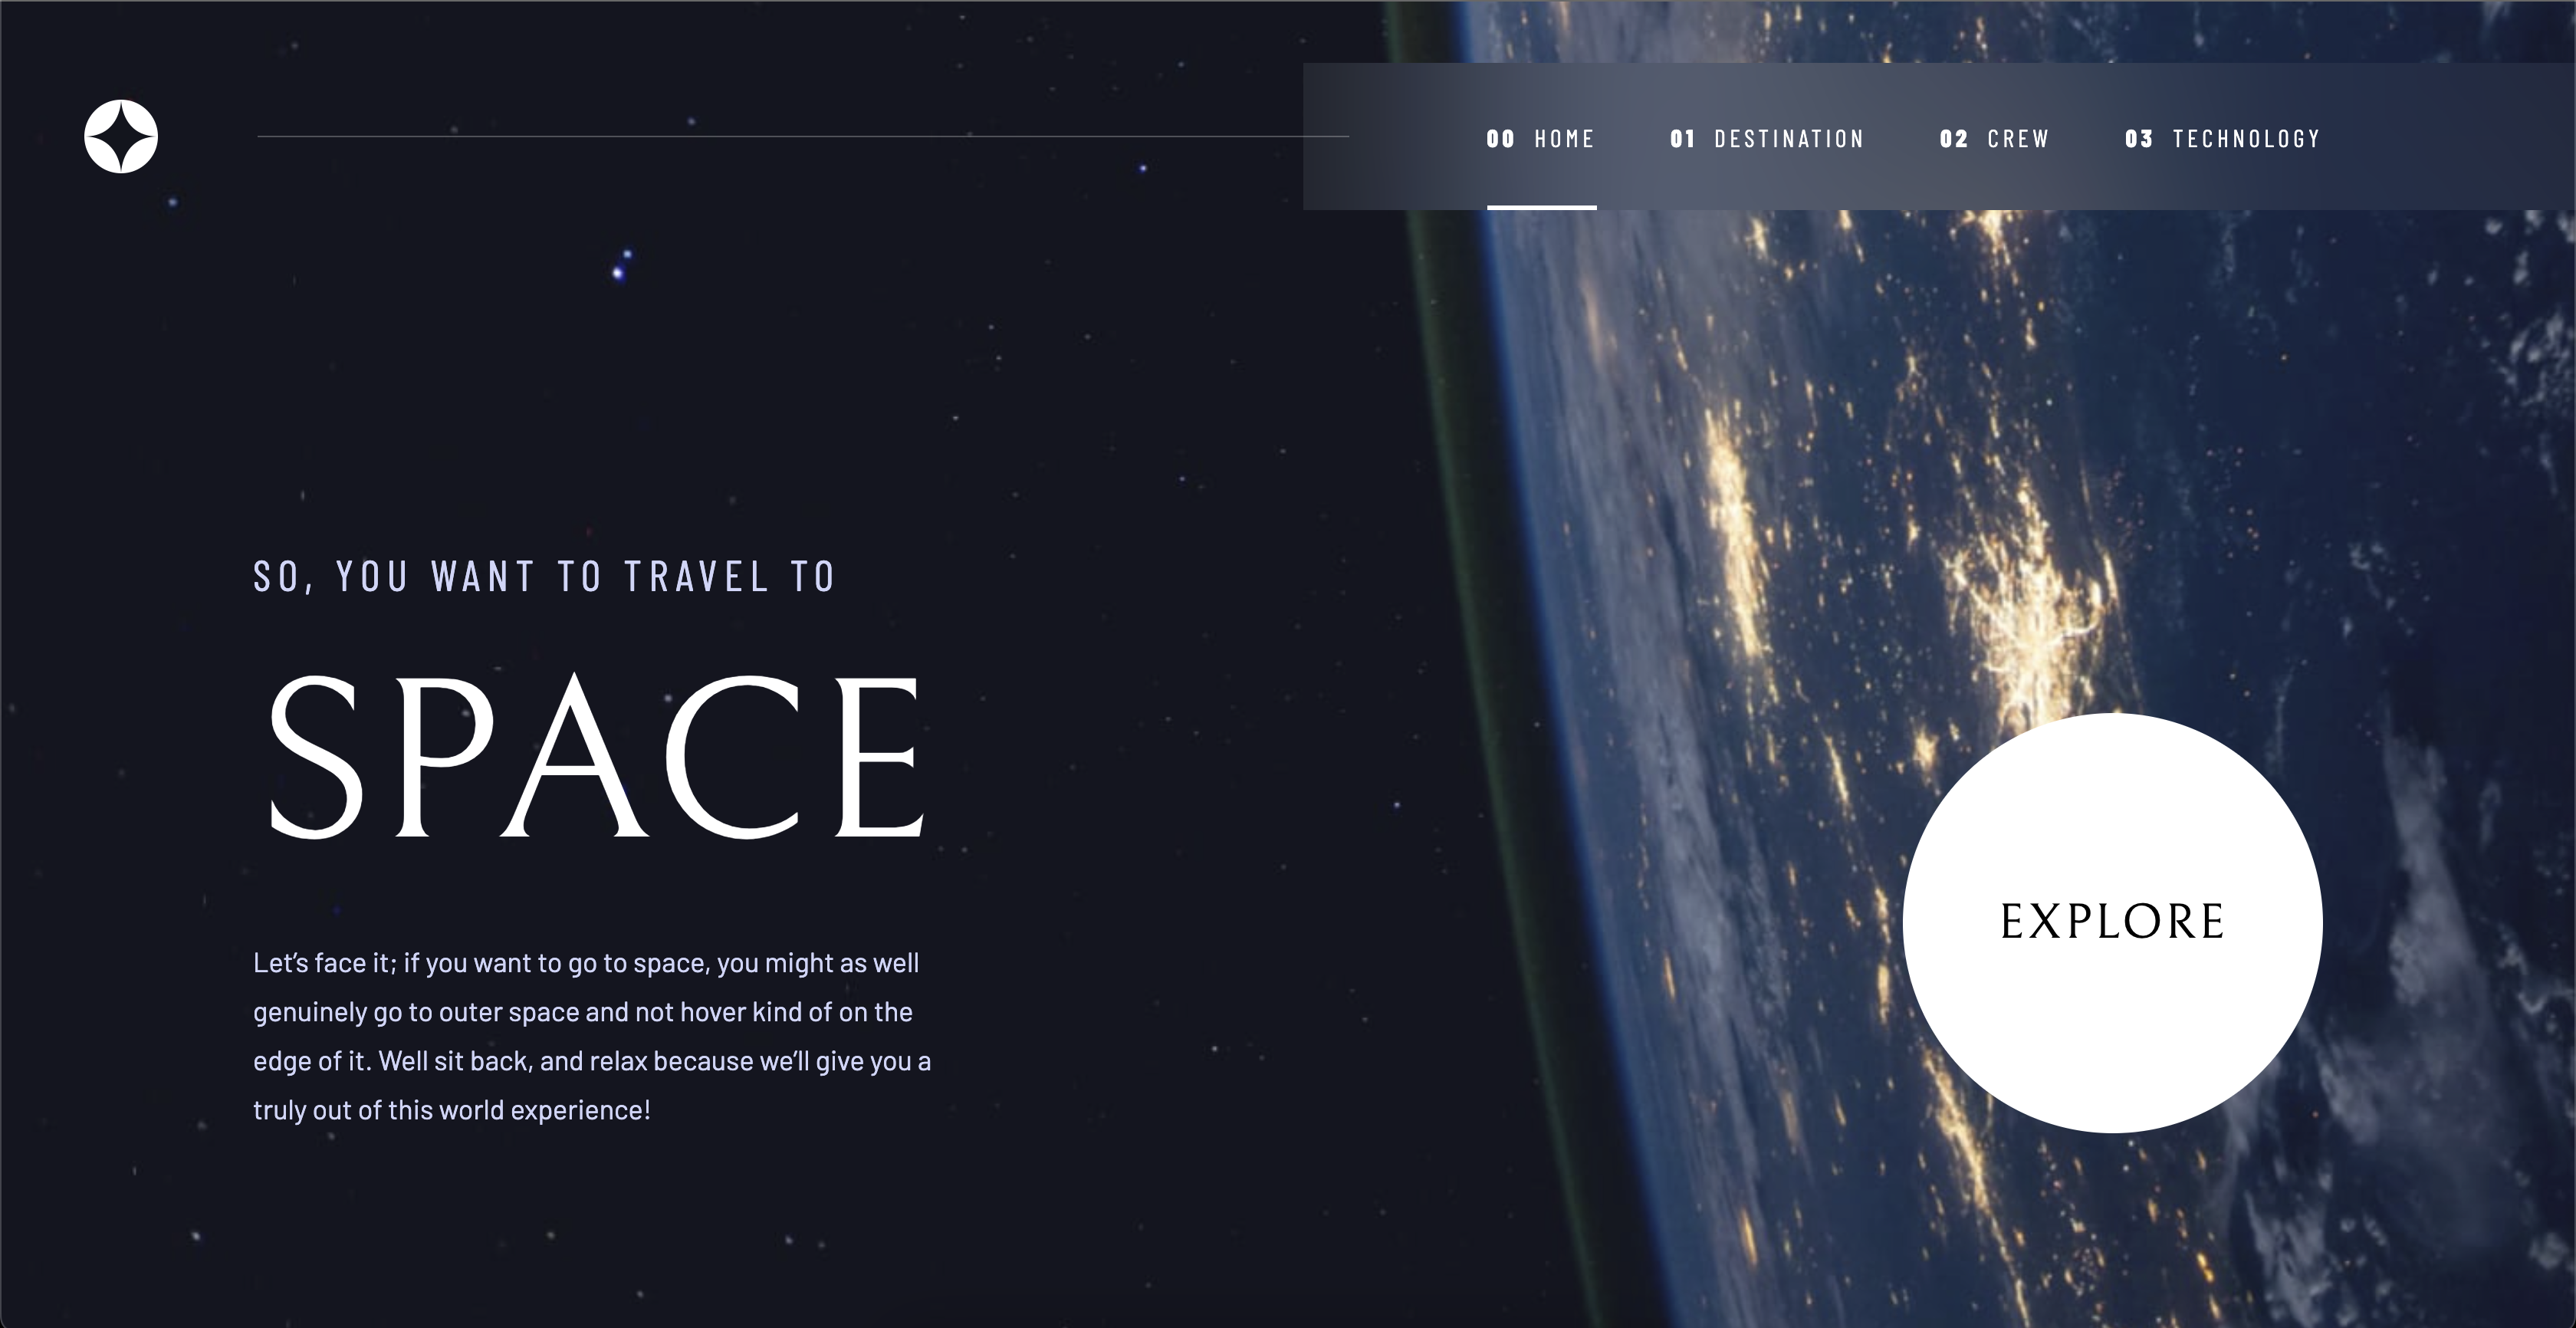 00 HOME 01 DESTINATION 02 CREW 03 TECHNOLOGY
SO, YOU WANT TO TRAVEL TO
SPACE
Let’s face it; if you want to go to space, you might as well
genuinely go to outer space and not hover kind of on the
edge of it. Well sit back, and relax because we’ll give you a
truly out of this world experience!
EXPLORE